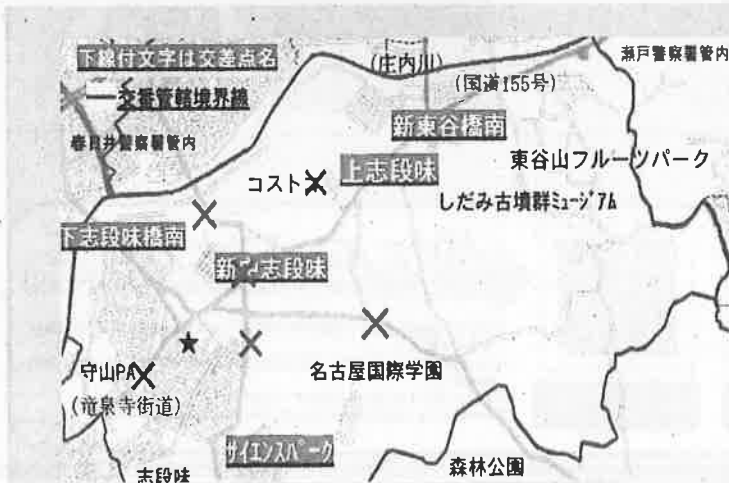 下線付文字は交差点名
交番管轄境界線
(庄内川)
瀬戸警察署管内
(国道155号)
新東谷橋南
春日井警察署管内
コスト
上志段味
東谷山フルーツパーク
しだみ古墳群ミュージアム
下志段味橋南
志段味
守山PA
(竜泉寺街道)
名古屋国際学園
サイエンスパーク
森林公園
志段味